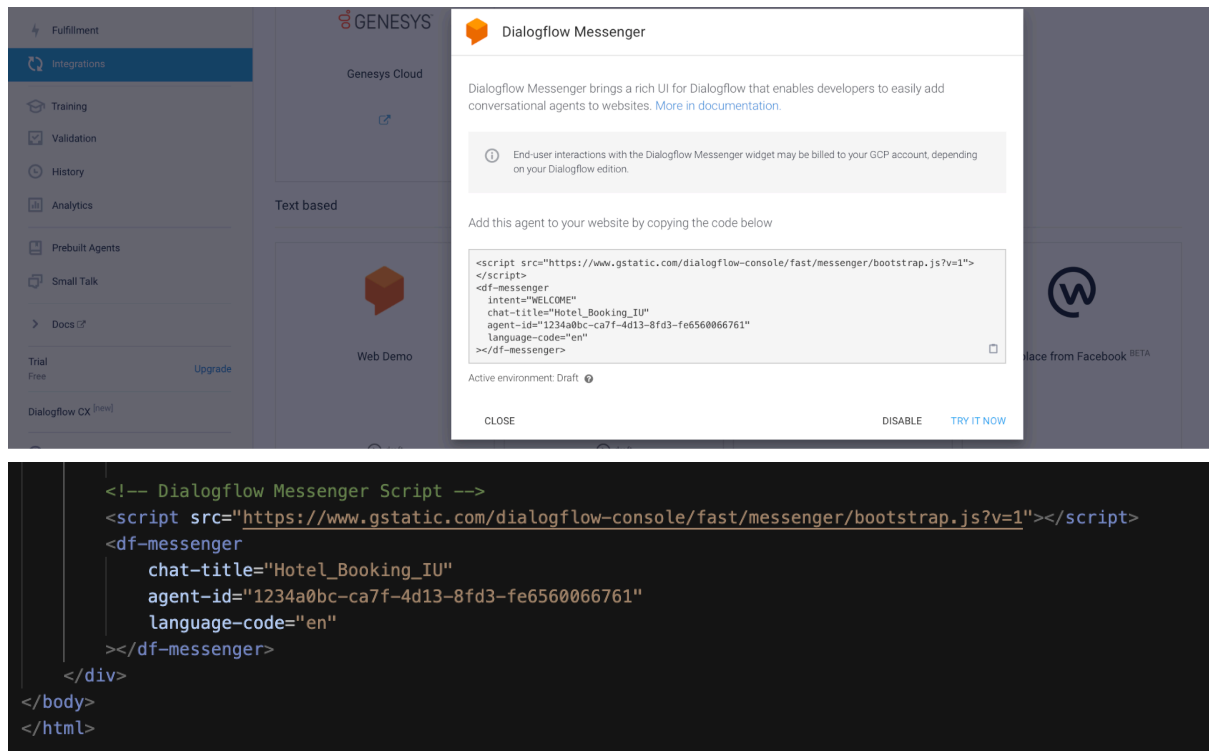 Fulfillment
Integrations
Training
Validation
History
Analytics
Prebuilt Agents
Small Talk
Docs
Trial
Free
Upgrade
Dialogflow CX [new]
GENESYS
Genesys Cloud
Text based
Web Demo
place from Facebook BETA
Dialogflow Messenger
Dialogflow Messenger brings a rich UI for Dialogflow that enables developers to easily add
conversational agents to websites. More in documentation.
End-user interactions with the Dialogflow Messenger widget may be billed to your GCP account, depending
on your Dialogflow edition.
Add this agent to your website by copying the code below
<script src="https://www.gstatic.com/dialogflow-console/fast/messenger/bootstrap.js?v=1">
</script>
<df-messenger
intent="WELCOME"
chat-title="Hotel_Booking_IU"
agent-id="1234a0bc-ca7f-4d13-8fd3-fe6560066761"
language-code="en"
></df-messenger>
Active environment: Draft
CLOSE
DISABLE
TRY IT NOW
<!-- Dialogflow Messenger Script -->
<script src="https://www.gstatic.com/dialogflow-console/fast/messenger/bootstrap.js?v=1"></script>
<df-messenger
chat-title="Hotel_Booking_IU"
agent-id="1234a0bc-ca7f-4d13-8fd3-fe6560066761"
language-code="en"
></df-messenger>
</div>
</body>
</html>